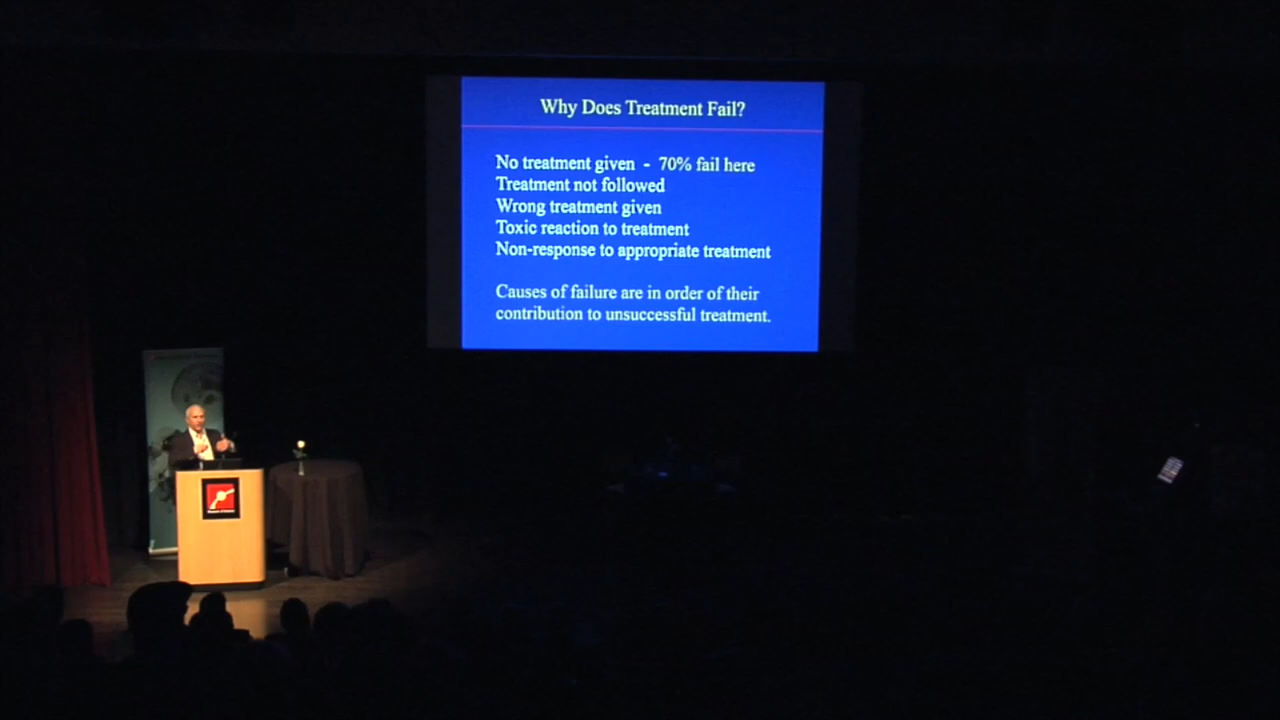 Why Does Treatment Fail?
No treatment given - 70% fail here
Treatment not followed
Wrong treatment given
Toxic reaction to treatment
Non-response to appropriate treatment
Causes of failure are in order of their
contribution to unsuccessful treatment.